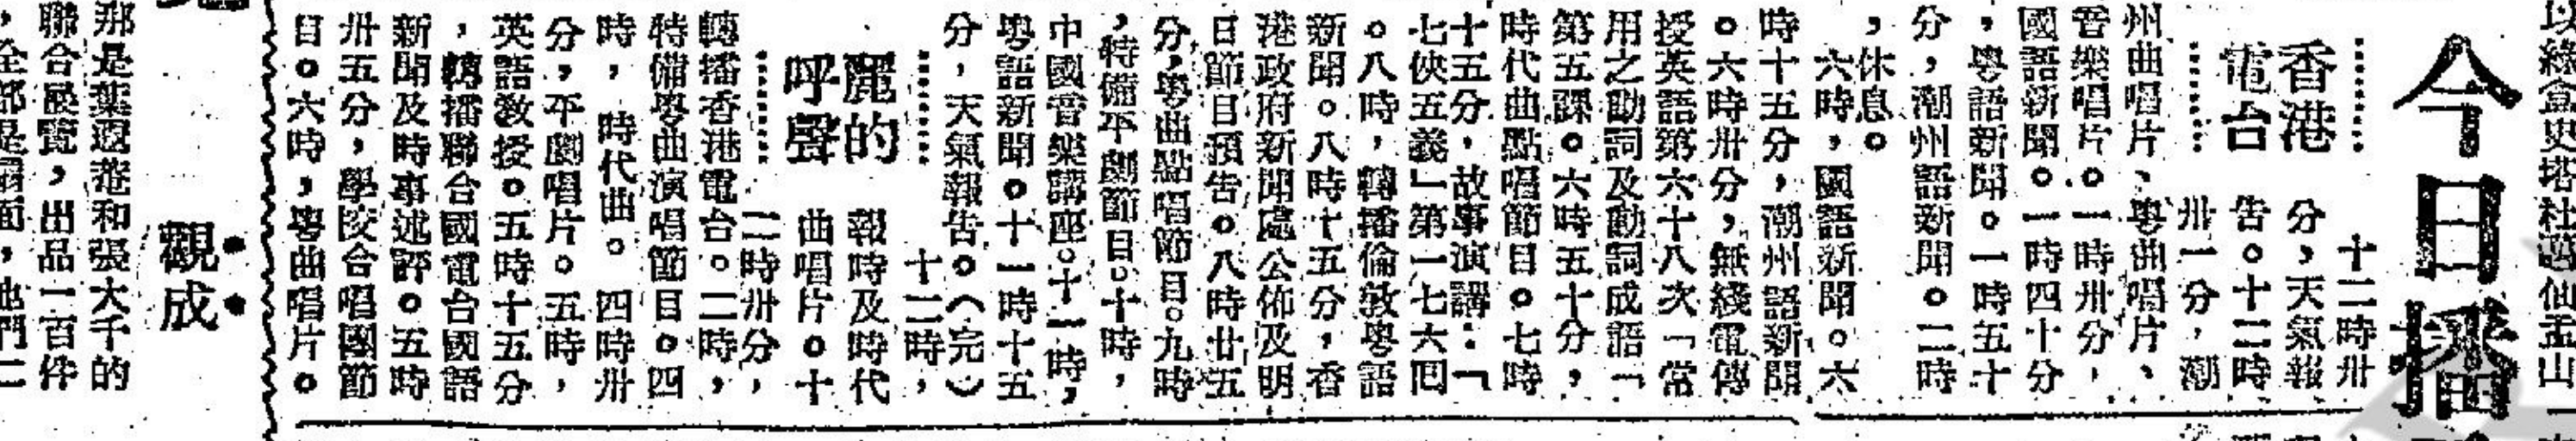 以綠盒史塔杜
仙孟山
今日播
香港
電台
十二時卅
分，天氣報
告。十二時
卅一分，潮
州曲唱片、粵曲唱片、
音樂唱片。一時卅分，
國語新聞。一時四十分
，粵語新聞。一時五十
分，潮州語新聞。二時
，休息。
六時，國語新聞。六
時十五分，潮州語新聞
。六時卅分，無綫電傳
授英語第六十八次「常
用之助詞及動詞成語「
第五課。六時五十分，
時代曲點唱節目。七時
十五分，故事演講：「
七俠五義」第一七六回
。八時，轉播倫敦粵語
新聞。八時十五分，香
港政府新聞處公佈及明
日節目預告。八時廿五
分，粵曲點唱節目。九時
，特備平劇節目。十時，
中國音樂講座。十一時，
粵語新聞。十一時十五
分，天氣報告。（完）
麗的
呼聲
十二時，
報時及時代
曲唱片。十
二時卅分，
轉播香港電台。二時，
特備粵曲演唱節目。四
時，時代曲。四時卅
分，平劇唱片。五時，
英語教授。五時十五分
，轉播聯合國電台國語
新聞及時事述評。五時
卅五分，學校合唱團節
目。六時，粵曲唱片。
觀成
那是葉遐菴和張大千的
聯合展覽，出品一百件
，全部是扇面，他們二